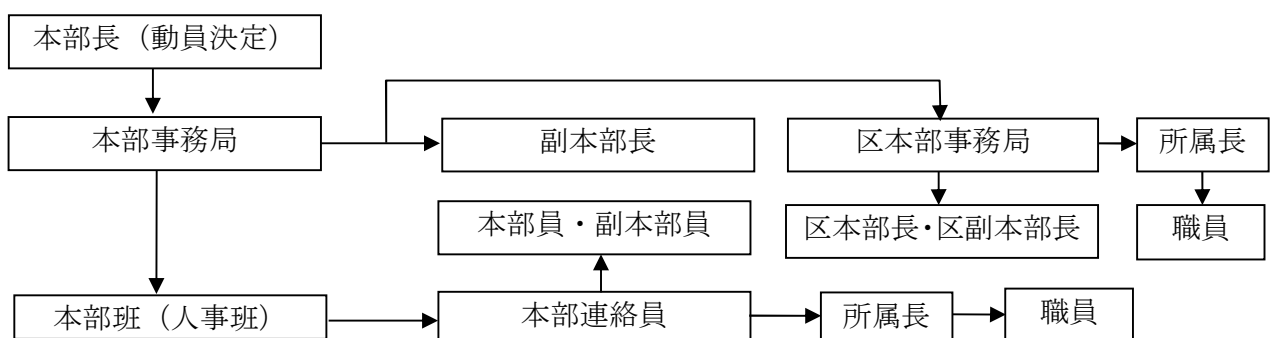 本部長（動員決定）
本部事務局
副本部長
区本部事務局
所属長
本部員・副本部員
区本部長・区副本部長
職員
本部班（人事班）
本部連絡員
所属長
職員